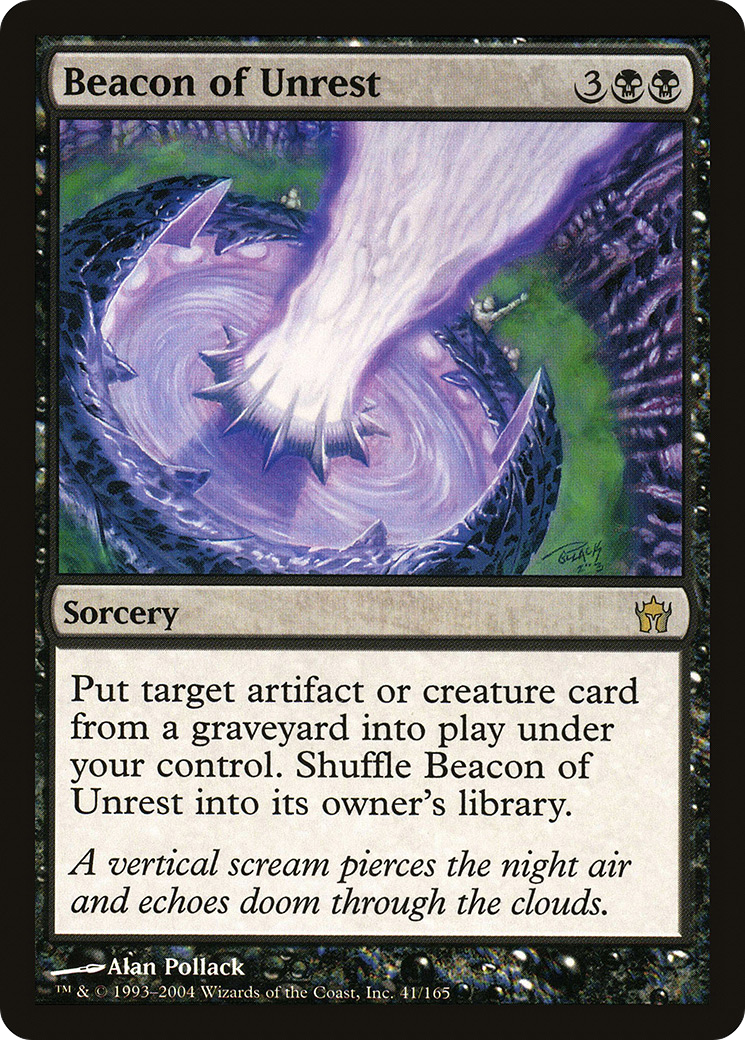 Beacon of Unrest 3
Sorcery
Put target artifact or creature card
from a graveyard into play under
your control. Shuffle Beacon of
Unrest into its owner's library.
A vertical scream pierces the night air
and echoes doom through the clouds.
Alan Pollack
™ & © 1993–2004 Wizards of the Coast, Inc. 41/165